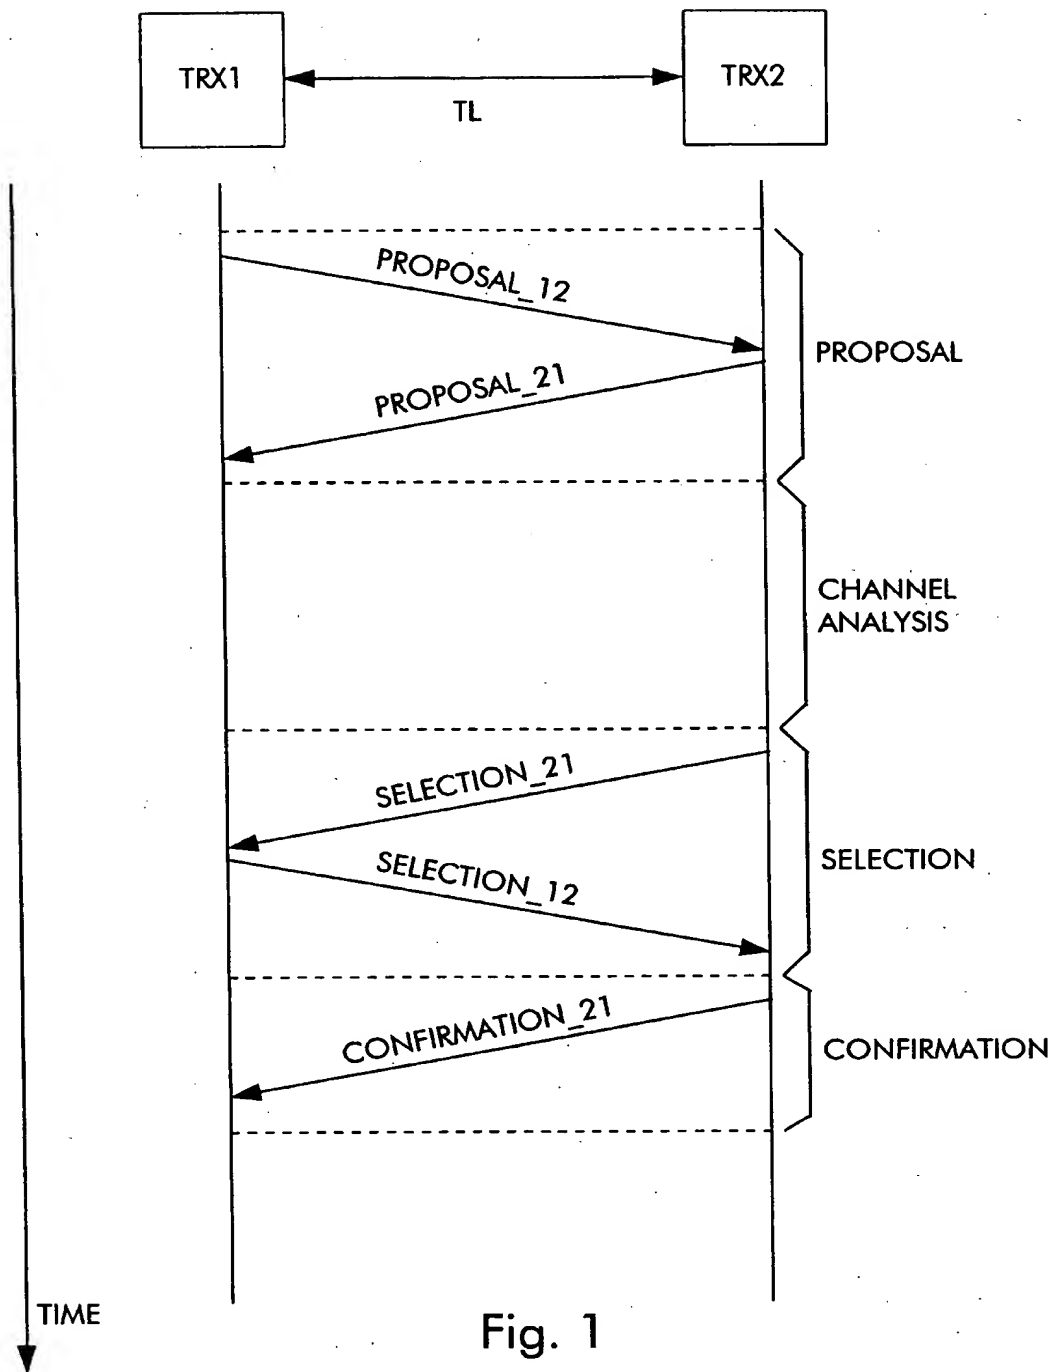 TRX1
TRX2
TL
PROPOSAL_12
PROPOSAL
PROPOSAL_21
CHANNEL
ANALYSIS
SELECTION_21
SELECTION
SELECTION_12
CONFIRMATION_21
CONFIRMATION
TIME
Fig. 1